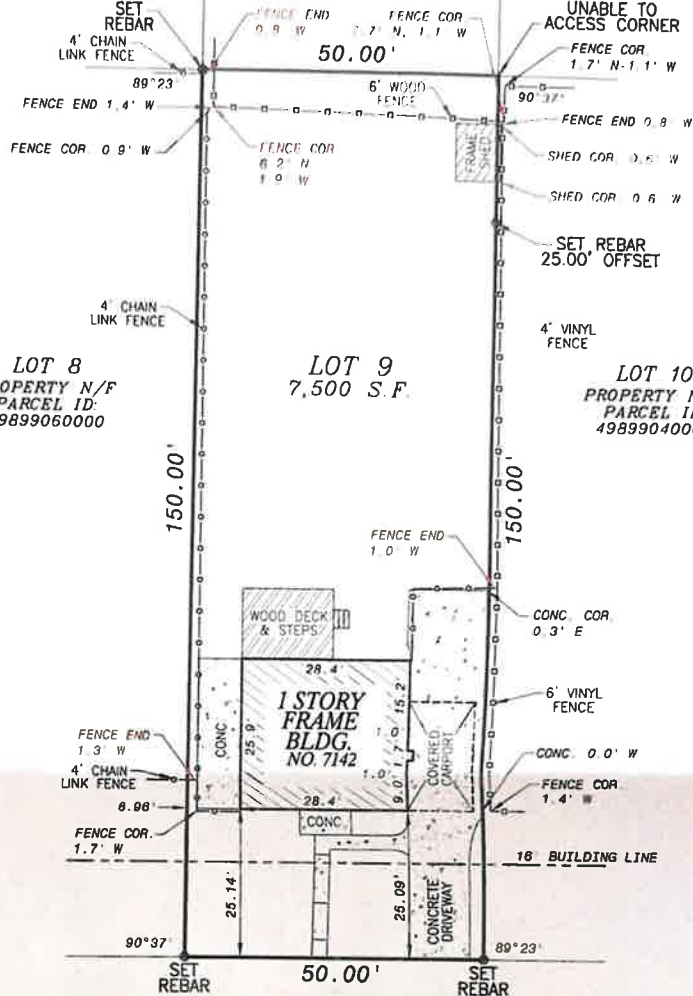 SET
REBAR
FENCE END
0.8' W
FENCE COR
N, 1.1' W
UNABLE TO
ACCESS CORNER
4' CHAIN
LINK FENCE
50.00'
FENCE COR.
1.7' N-1.1' W
89°23'
6' WOOD
FENCE
90°37'
FENCE END 1.4' W
FENCE END 0.8' W
FENCE COR. 0.9' W
FENCE COR
6.2' N
1.9' W
FRAME
SHED
SHED COR. 0.6' W
SHED COR. 0.6' W
SET REBAR
25.00' OFFSET
4' CHAIN
LINK FENCE
4' VINYL
FENCE
LOT 8
OPERTY N/F
PARCEL ID:
9899060000
LOT 9
7,500 S.F.
LOT 10
PROPERTY N
PARCEL I
498990400
150.00'
150.00'
FENCE END
1.0' W
WOOD DECK
& STEPS
CONC. COR.
0.3' E
28.4'
1 STORY
FRAME
BLDG.
NO. 7142
25.9'
15.2'
1.0'
1.7'
1.0'
9.0'
28.4'
CONC
COVERED
CARPORT
6' VINYL
FENCE
FENCE END
1.3' W
4' CHAIN
LINK FENCE
CONC. 0.0' W
FENCE COR.
1.4' W
6.96'
CONC.
FENCE COR.
1.7' W
16' BUILDING LINE
25.14'
25.09'
CONCRETE
DRIVEWAY
90°37'
89°23'
SET
REBAR
50.00'
SET
REBAR